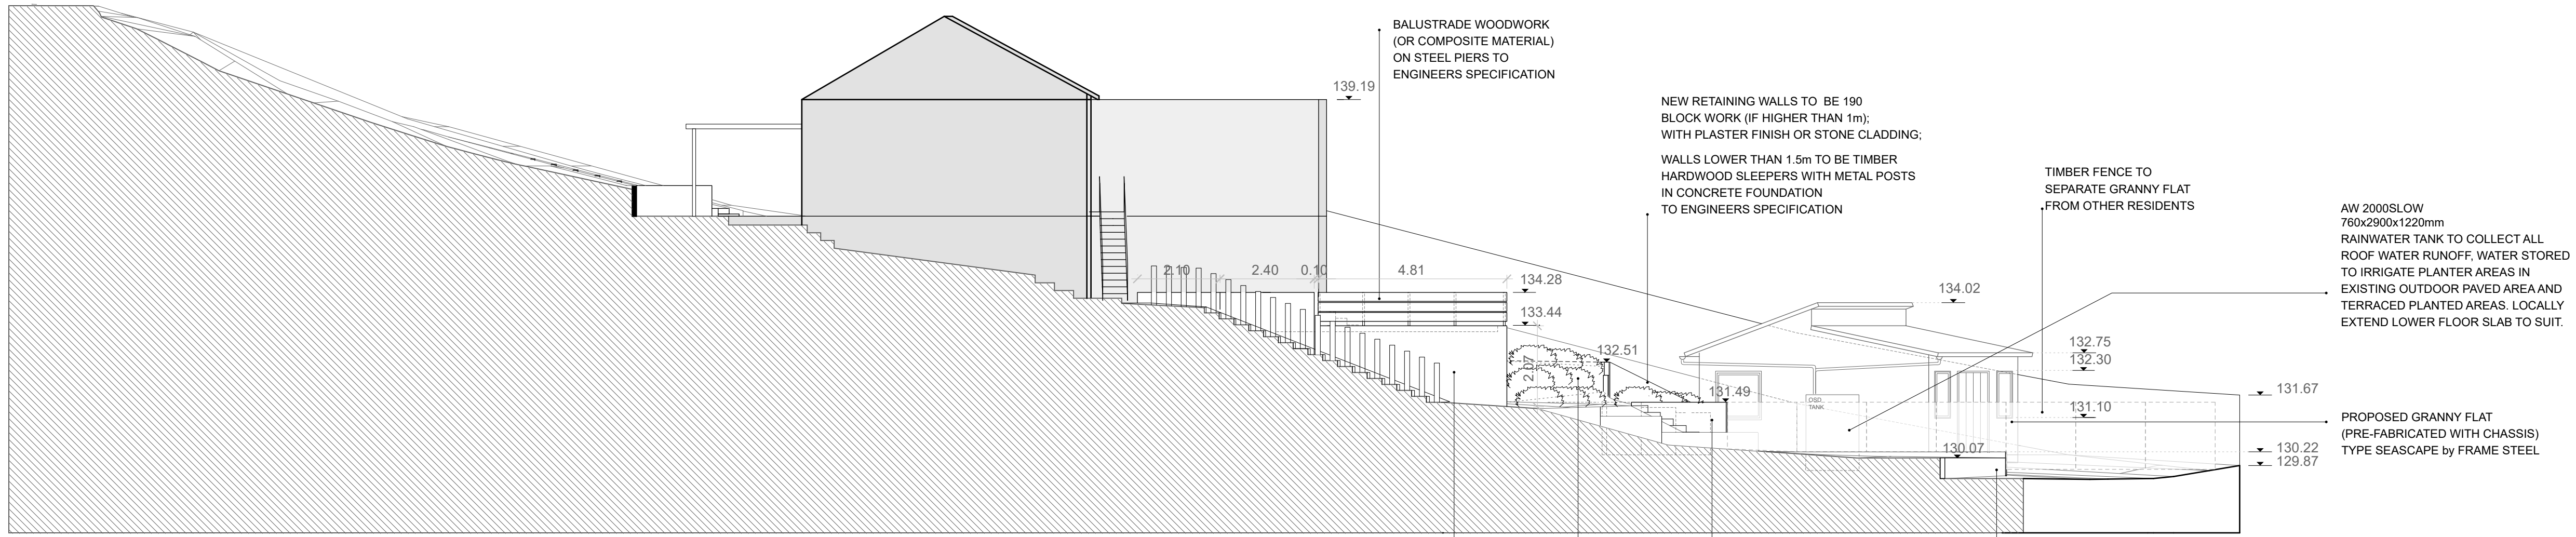 BALUSTRADE WOODWORK
(OR COMPOSITE MATERIAL)
ON STEEL PIERS TO
ENGINEERS SPECIFICATION
139.19
NEW RETAINING WALLS TO BE 190
BLOCK WORK (IF HIGHER THAN 1m);
WITH PLASTER FINISH OR STONE CLADDING;
WALLS LOWER THAN 1.5m TO BE TIMBER
HARDWOOD SLEEPERS WITH METAL POSTS
IN CONCRETE FOUNDATION
TO ENGINEERS SPECIFICATION
TIMBER FENCE TO
SEPARATE GRANNY FLAT
FROM OTHER RESIDENTS
AW 2000SLOW
760x2900x1220mm
RAINWATER TANK TO COLLECT ALL
ROOF WATER RUNOFF, WATER STORED
TO IRRIGATE PLANTER AREAS IN
EXISTING OUTDOOR PAVED AREA AND
TERRACED PLANTED AREAS. LOCALLY
EXTEND LOWER FLOOR SLAB TO SUIT.
2.10
2.40
0.10
4.81
134.28
133.44
2.07
132.51
131.49
134.02
132.75
132.30
131.10
OSD
TANK
130.07
131.67
130.22
129.87
PROPOSED GRANNY FLAT
(PRE-FABRICATED WITH CHASSIS)
TYPE SEASCAPE by FRAME STEEL